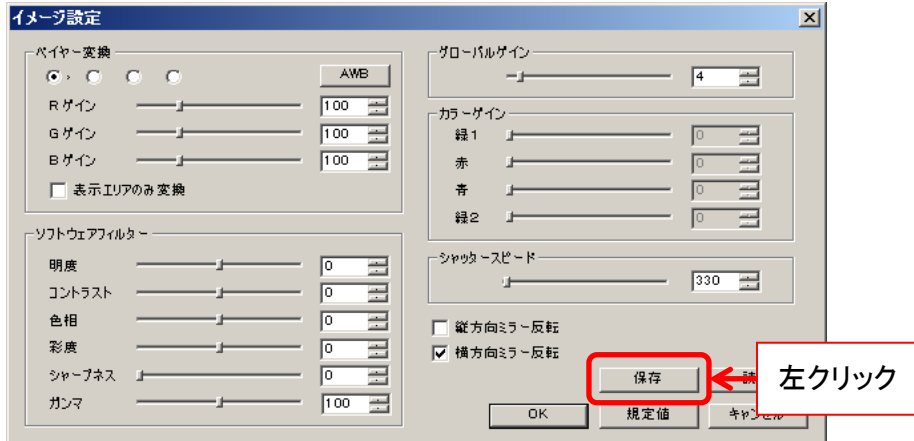 イメージ設定
ベイヤー変換
AWB
Rゲイン 100
Gゲイン 100
Bゲイン 100
表示エリアのみ変換
ソフトウェアフィルター
明度 0
コントラスト 0
色相 0
彩度 0
シャープネス 0
ガンマ 100
グローバルゲイン
4
カラーゲイン
緑1 0
赤 0
青 0
緑2 0
シャッタースピード
330
縦方向ミラー反転
横方向ミラー反転
保存
左クリック
OK 規定値 キャンセル